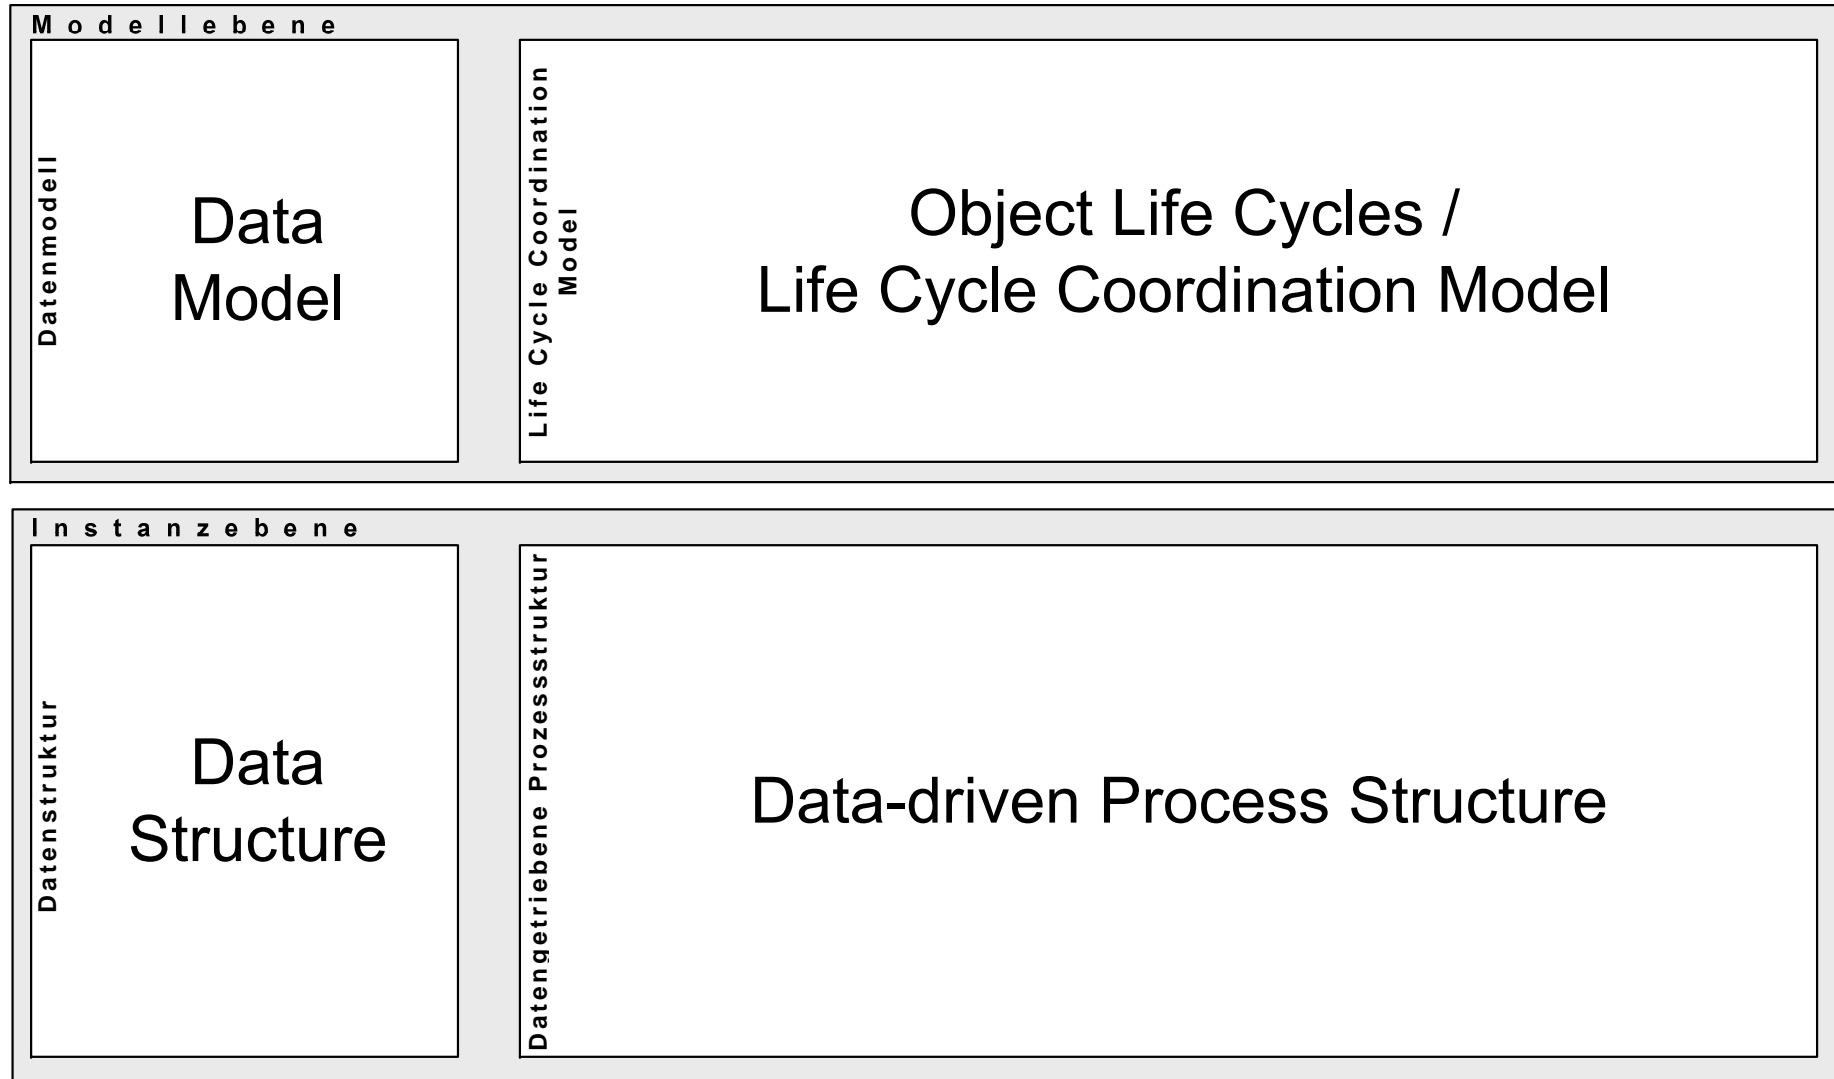 Modellebene
Datenmodell
Data
Model
Life Cycle Coordination
Model
Object Life Cycles /
Life Cycle Coordination Model
Instanzebene
Datenstruktur
Data
Structure
Datengetriebene Prozessstruktur
Data-driven Process Structure